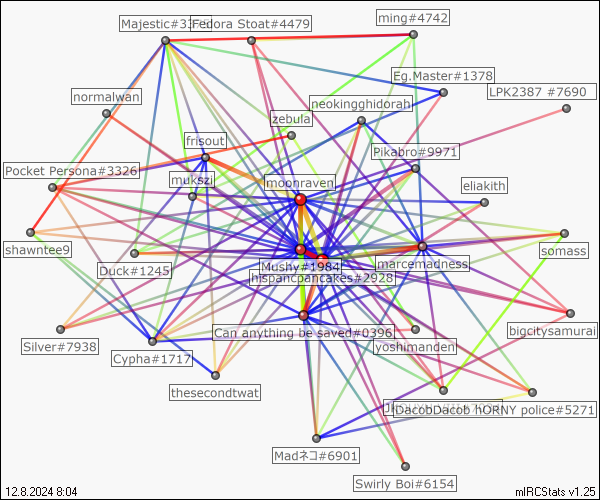 Majestic#33
Fedora Stoat#4479
ming#4742
Eg.Master#1378
LPK2387 #7690
normalwan
neokingghidorah
zebula
frisout
Pikabro#9971
Pocket Persona#3326
mukszi
moonraven
eliakith
shawntee9
somass
Mushy#1984
marcemadness
Duck#1245
hispancpancakes#2928
Can anything be saved#0396
bigcitysamurai
Silver#7938
Cypha#1717
yoshimanden
thesecondtwat
DacobDacob hORNY police#5271
Madネコ#6901
Swirly Boi#6154
12.8.2024 8:04
mIRCStats v1.25